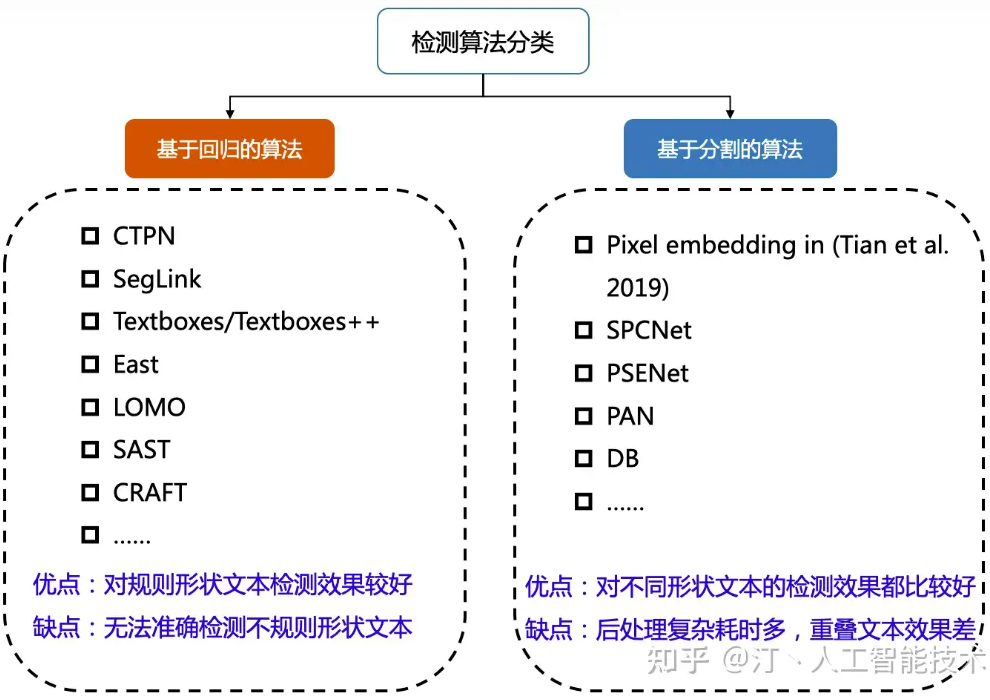 检测算法分类
基于回归的算法
CTPN
SegLink
Textboxes/Textboxes++
East
LOMO
SAST
CRAFT
......
优点：对规则形状文本检测效果较好
缺点：无法准确检测不规则形状文本
基于分割的算法
Pixel embedding in (Tian et al.
2019)
SPCNet
PSENet
PAN
DB
......
优点：对不同形状文本的检测效果都比较好
缺点：后处理复杂耗时多，重叠文本效果差
知乎 @汀丶人工智能技术